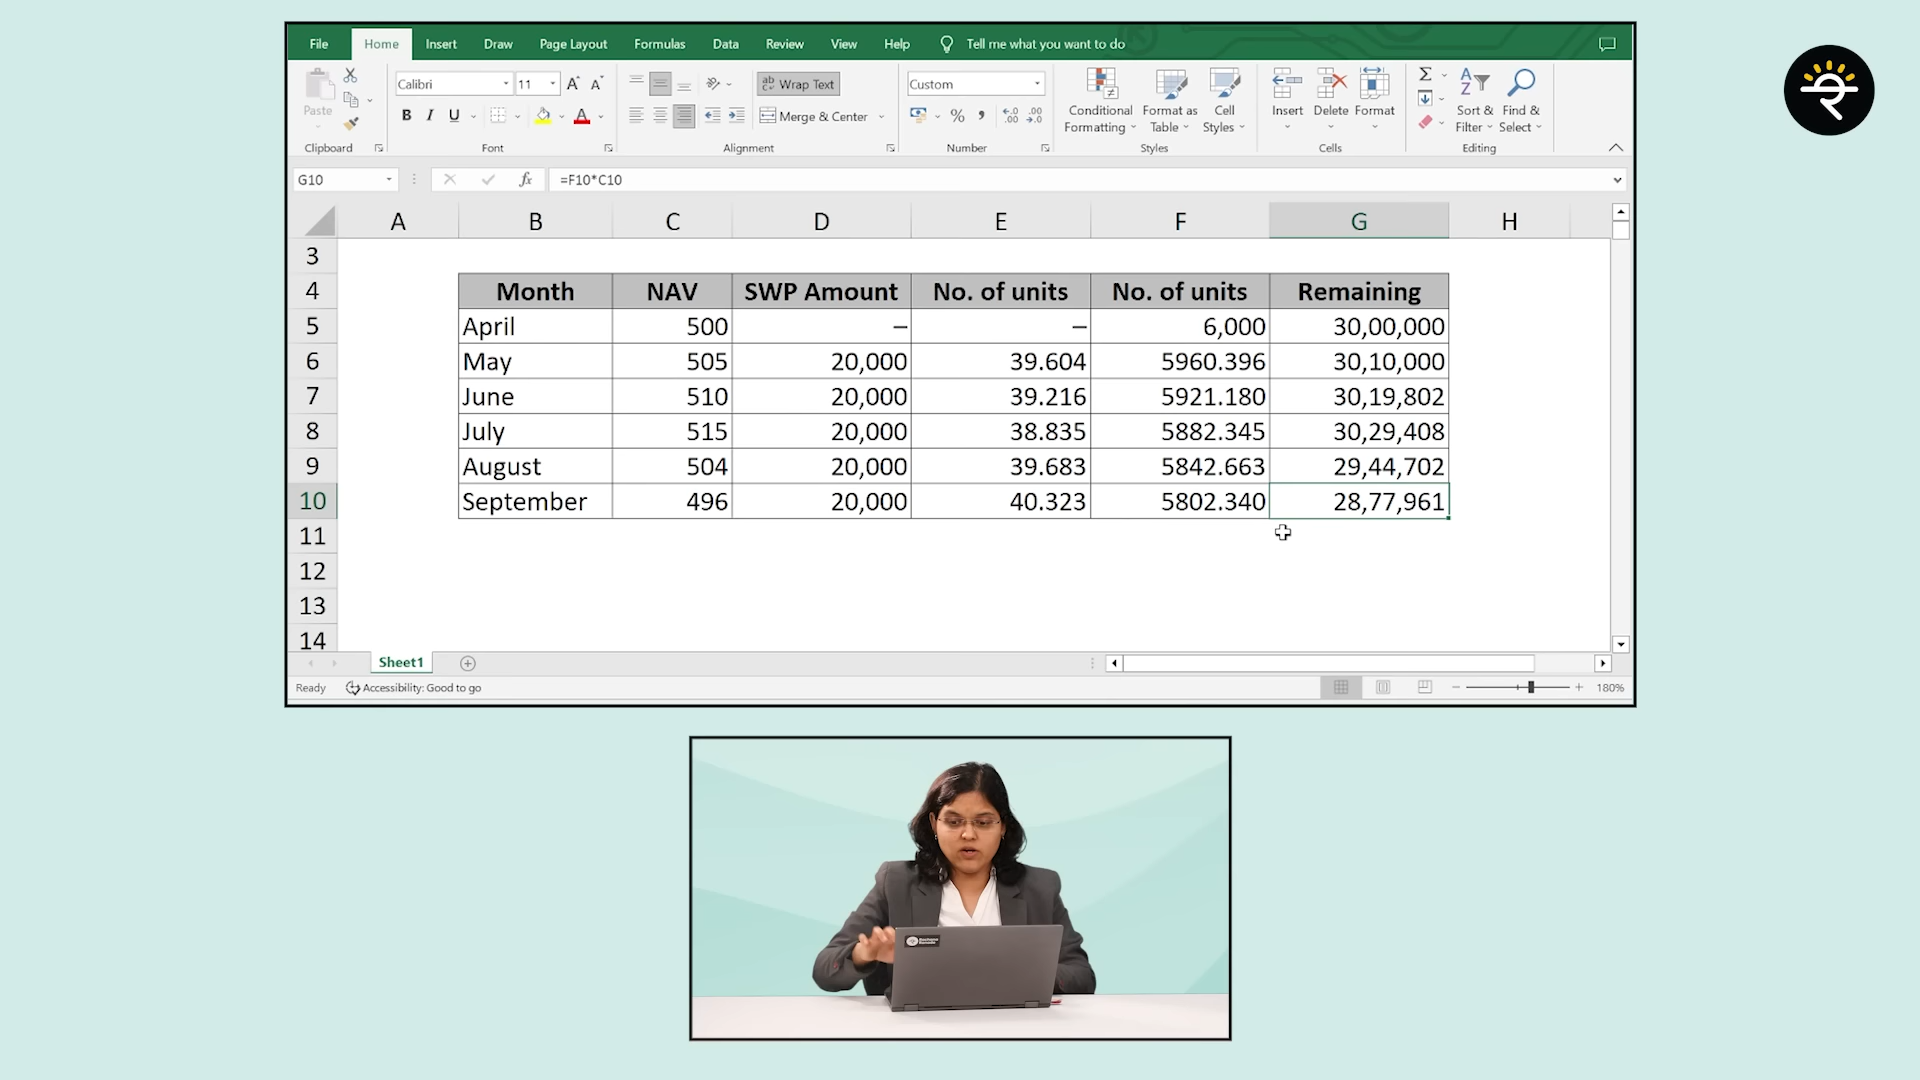 File Home Insert Draw Page Layout Formulas Data Review View Help Tell me what you want to do
Calibri 11 Wrap Text Custom
Paste B I U Merge & Center % , Conditional Formatting Format as Table Cell Styles Insert Delete Format Sort & Filter Find & Select
Clipboard Font Alignment Number Styles Cells Editing
G10 fx =F10*C10
A B C D E F G H
3
4 Month NAV SWP Amount No. of units No. of units Remaining
5 April 500 – – 6,000 30,00,000
6 May 505 20,000 39.604 5960.396 30,10,000
7 June 510 20,000 39.216 5921.180 30,19,802
8 July 515 20,000 38.835 5882.345 30,29,408
9 August 504 20,000 39.683 5842.663 29,44,702
10 September 496 20,000 40.323 5802.340 28,77,961
11
12
13
14
Sheet1
Ready Accessibility: Good to go 180%